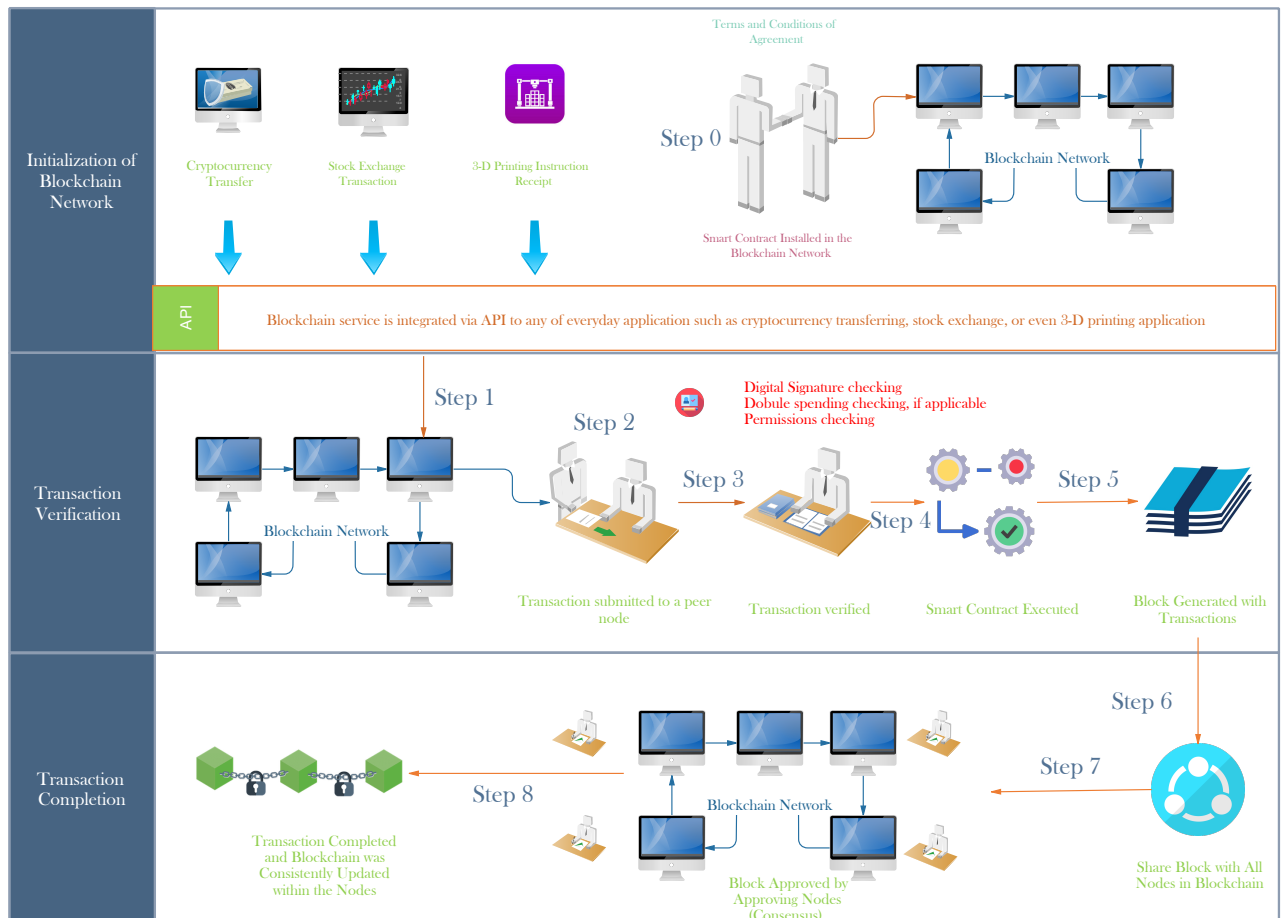 Initialization of
Blockchain
Network
Cryptocurrency
Transfer
Stock Exchange
Transaction
3-D Printing Instruction
Receipt
Terms and Conditions of
Agreement
Step 0
Smart Contract Installed in the
Blockchain Network
Blockchain Network
API
Blockchain service is integrated via API to any of everyday application such as cryptocurrency transferring, stock exchange, or even 3-D printing application
Transaction
Verification
Step 1
Blockchain Network
Step 2
Transaction submitted to a peer
node
Digital Signature checking
Dobule spending checking, if applicable
Permissions checking
Step 3
Transaction verified
Step 4
Smart Contract Executed
Step 5
Block Generated with
Transactions
Transaction
Completion
Step 6
Share Block with All
Nodes in Blockchain
Step 7
Blockchain Network
Block Approved by
Approving Nodes
(Consensus)
Step 8
Transaction Completed
and Blockchain was
Consistently Updated
within the Nodes